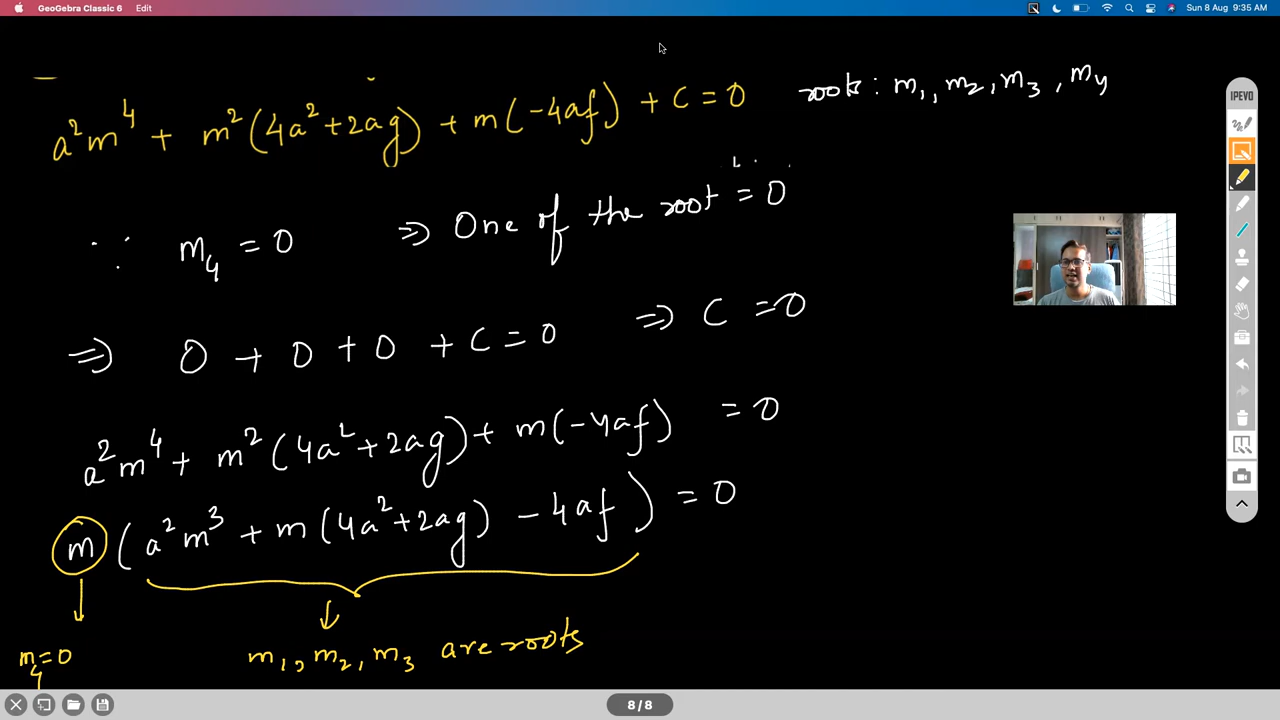 GeoGebra Classic 6 Edit Sun 8 Aug 9:35 AM
a²m⁴ + m²(4a²+2ag) + m(-4af) + c = 0 roots: m₁, m₂, m₃, m₄
IPEVO
∵ m₄ = 0 ⇒ One of the root = 0
⇒ 0 + 0 + 0 + c = 0 ⇒ c = 0
a²m⁴ + m²(4a²+2ag) + m(-4af) = 0
m (a²m³ + m(4a²+2ag) - 4af) = 0
m₄=0 m₁, m₂, m₃ are roots
8/8